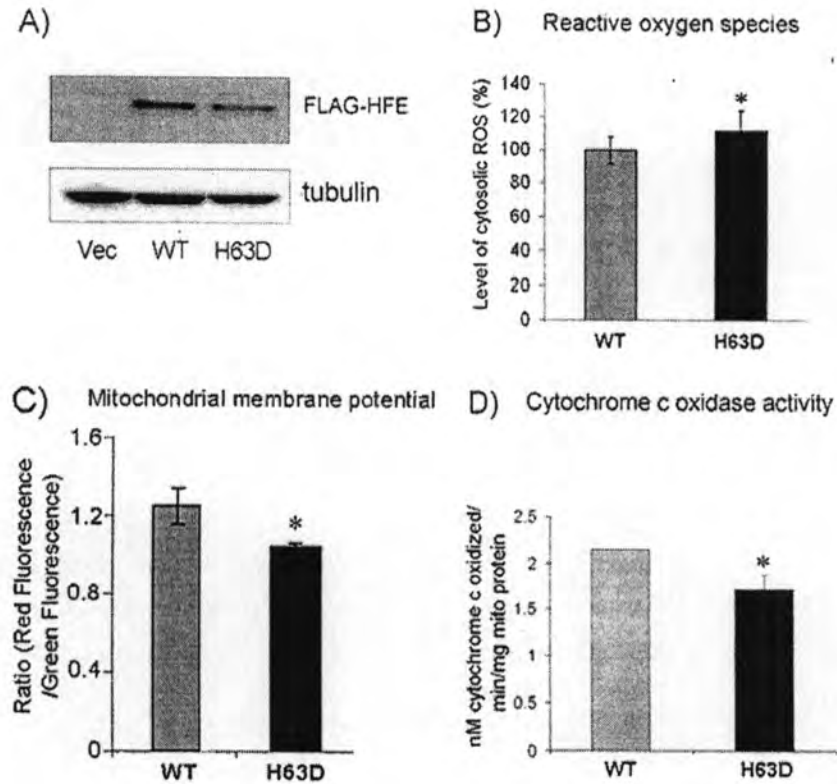 A)
FLAG-HFE
tubulin
Vec WT H63D
B) Reactive oxygen species
Level of cytosolic ROS (%)
140
120
100
80
60
40
20
0
*
WT H63D
C) Mitochondrial membrane potential
Ratio (Red Fluorescence
/Green Fluorescence)
1.6
1.2
0.8
0.4
0
*
WT H63D
D) Cytochrome c oxidase activity
nM cytochrome c oxidized/
min/mg mito protein
2.5
2
1.5
1
0.5
0
*
WT H63D